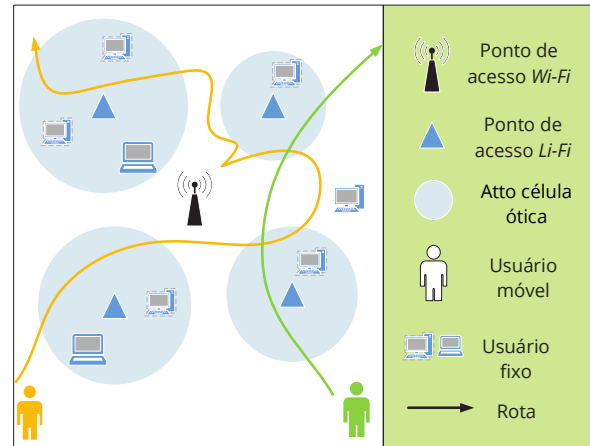 Ponto de
acesso Wi-Fi
Ponto de
acesso Li-Fi
Atto célula
ótica
Usuário
móvel
Usuário
fixo
Rota